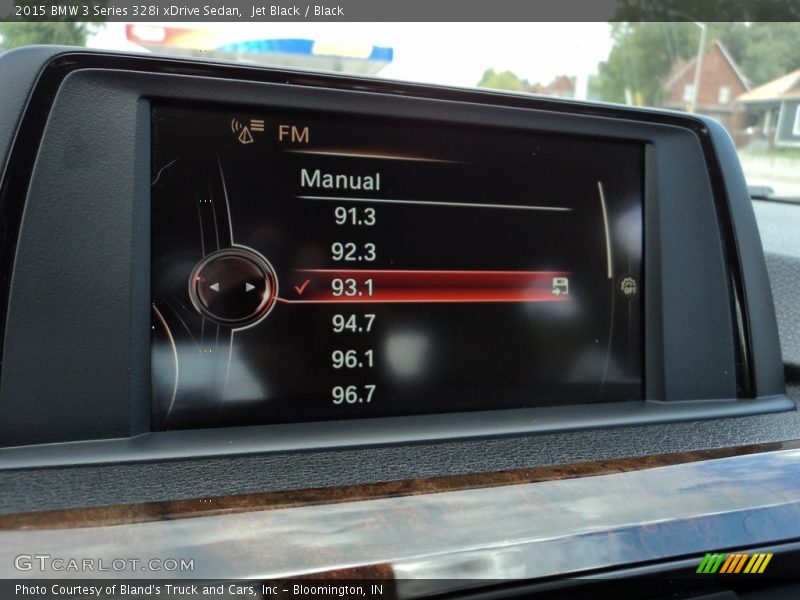 2015 BMW 3 Series 328i xDrive Sedan,  Jet Black / Black
FM
Manual
91.3
92.3
93.1
94.7
96.1
96.7
OPT
GTCARLOT.COM
Photo Courtesy of Bland's Truck and Cars, Inc - Bloomington, IN